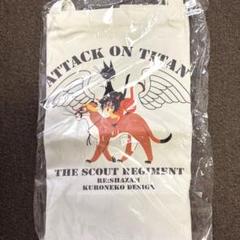 ATTACK ON TITAN
THE SCOUT REGIMENT
RE:SHAZAM
KURONEKO DESIGN